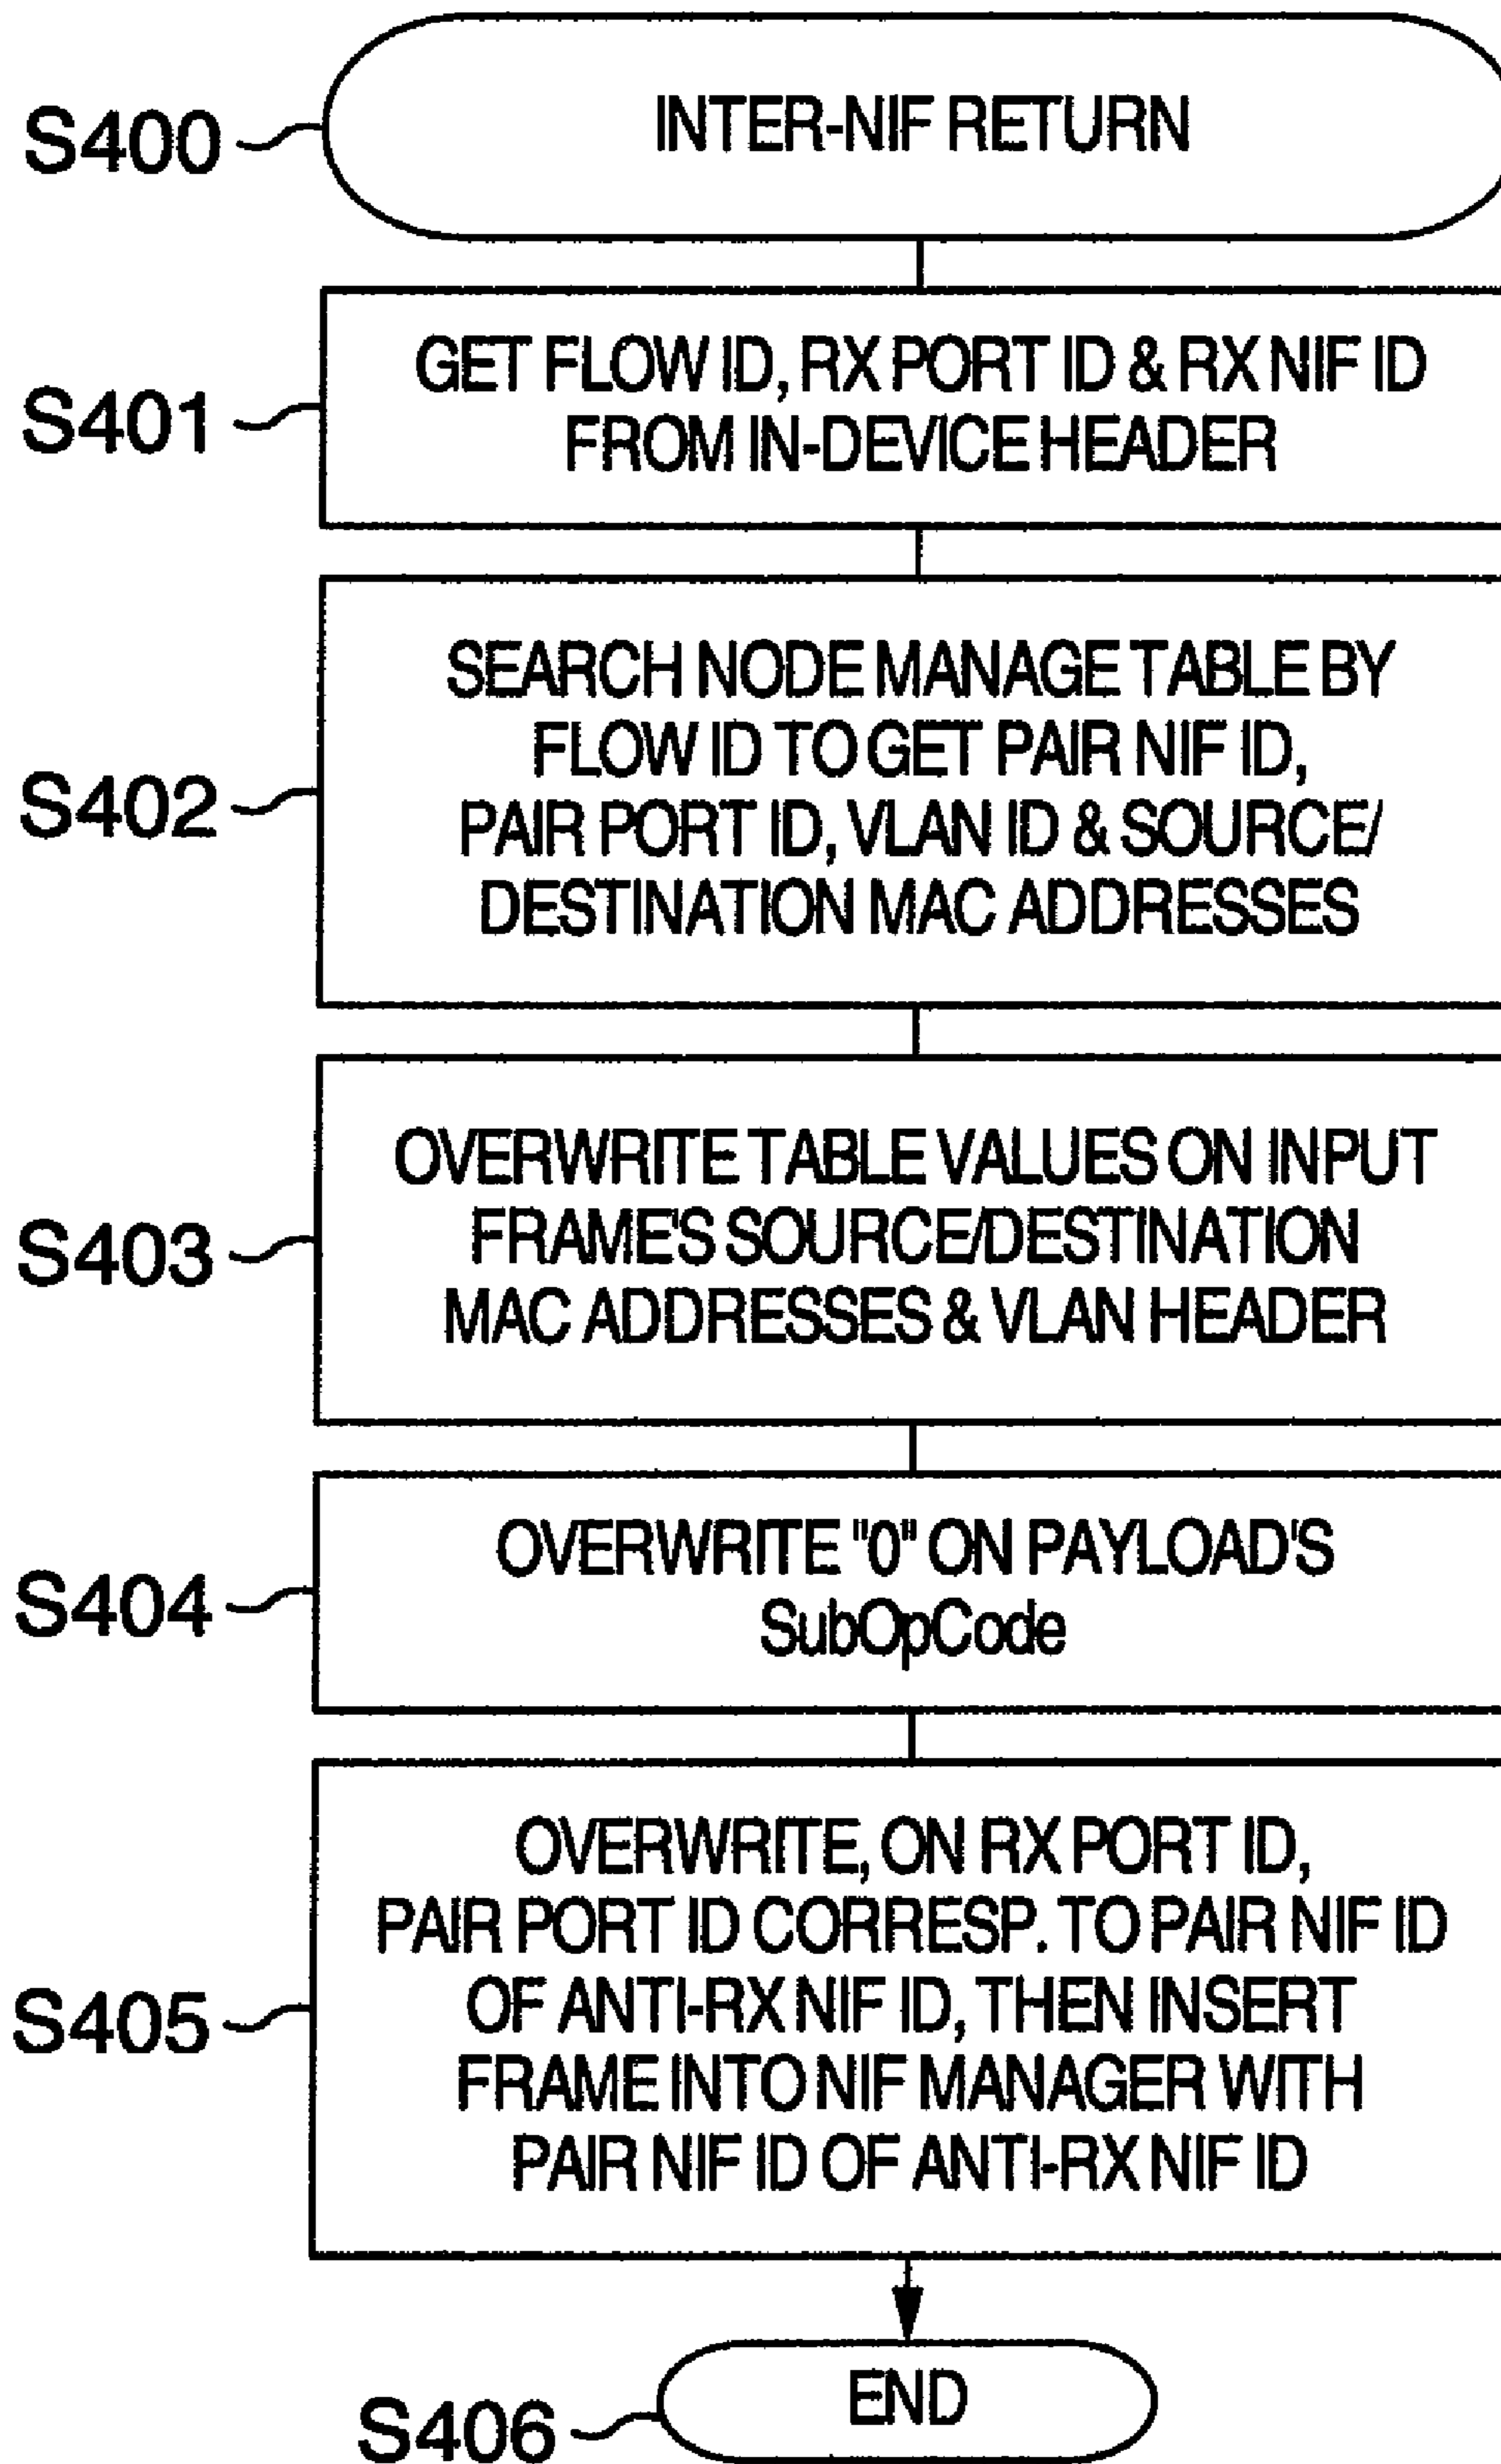 S400
INTER-NIF RETURN
S401
GET FLOW ID, RX PORT ID & RX NIF ID
FROM IN-DEVICE HEADER
S402
SEARCH NODE MANAGE TABLE BY
FLOW ID TO GET PAIR NIF ID,
PAIR PORT ID, VLAN ID & SOURCE/
DESTINATION MAC ADDRESSES
S403
OVERWRITE TABLE VALUES ON INPUT
FRAME'S SOURCE/DESTINATION
MAC ADDRESSES & VLAN HEADER
S404
OVERWRITE "0" ON PAYLOAD'S
SubOpCode
S405
OVERWRITE, ON RX PORT ID,
PAIR PORT ID CORRESP. TO PAIR NIF ID
OF ANTI-RX NIF ID, THEN INSERT
FRAME INTO NIF MANAGER WITH
PAIR NIF ID OF ANTI-RX NIF ID
S406
END